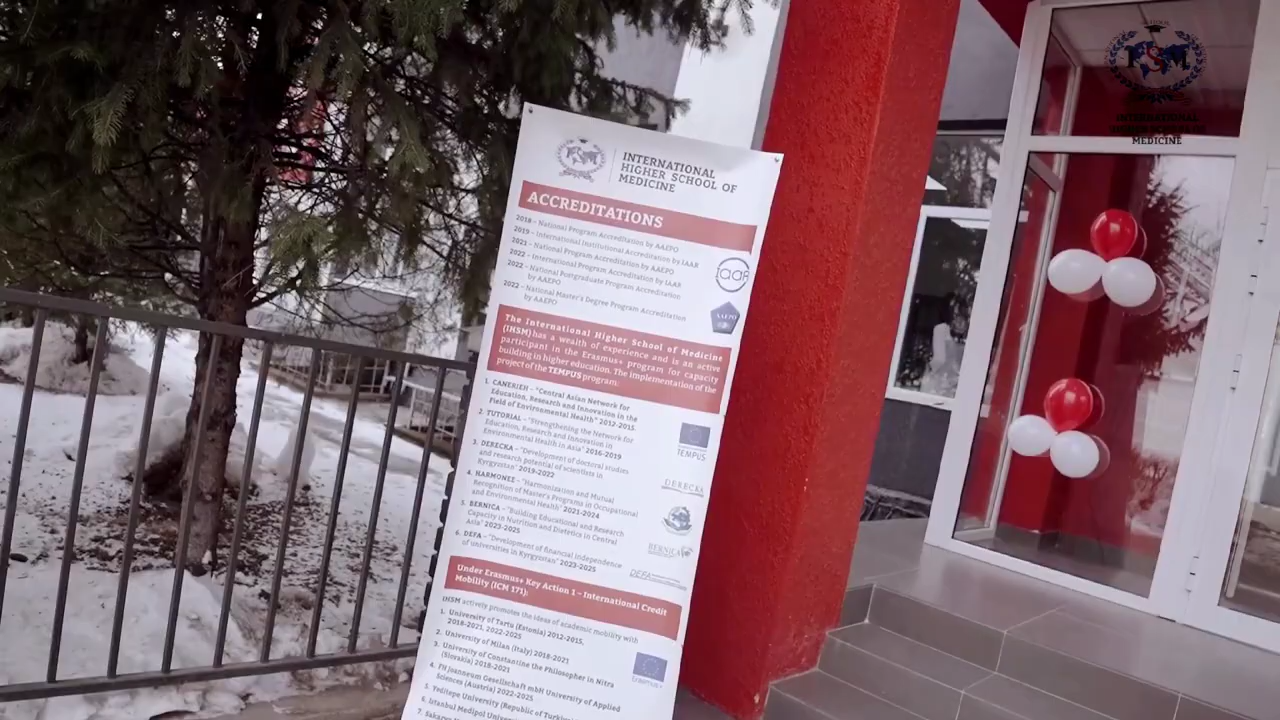 INTERNATIONAL
HIGHER SCHOOL OF
MEDICINE
ACCREDITATIONS
2018 - National Program Accreditation by AAEPO
2019 - International Institutional Accreditation by IAAR
2021 - National Program Accreditation by AAEPO
2022 - International Program Accreditation by IAAR
2022 - National Postgraduate Program Accreditation
by AAEPO
2022 - National Master's Degree Program Accreditation
by AAEPO
IAAR
AAEPO
The International Higher School of Medicine
(IHSM) has a wealth of experience and is an active
participant in the Erasmus+ program for capacity
building in higher education. The implementation of the
project of the TEMPUS program:
1. CANERIEH - "Central Asian Network for
Education, Research and Innovation in the
Field of Environmental Health" 2012-2015.
2. TUTORIAL - "Strengthening the Network for
Education, Research and Innovation in
Environmental Health in Asia" 2016-2019
3. DERECKA - "Development of doctoral studies
and research potential of scientists in
Kyrgyzstan" 2019-2022
4. HARMONEE - "Harmonization and Mutual
Recognition of Master's Programs in Occupational
and Environmental Health" 2021-2024
5. BERNICA - "Building Educational and Research
Capacity in Nutrition and Dietetics in Central
Asia" 2023-2025
6. DEFA - "Development of financial independence
of universities in Kyrgyzstan" 2023-2025
TEMPUS
DERECKA
BERNICA
DEFA
Under Erasmus+ Key Action 1 - International Credit
Mobility (ICM 171):
IHSM actively promotes the ideas of academic mobility with
1. University of Tartu (Estonia) 2012-2015,
2018-2021, 2022-2025
2. University of Milan (Italy) 2018-2021
3. University of Constantine the Philosopher in Nitra
(Slovakia) 2018-2021
4. FH Joanneum Gesellschaft mbH University of Applied
Sciences (Austria) 2022-2025
5. Yeditepe University (Republic of Turkiye
6. Istanbul Medipol
7.
Erasmus+
SCHOOL
INTERNATIONAL
HIGHER SCHOOL OF
MEDICINE